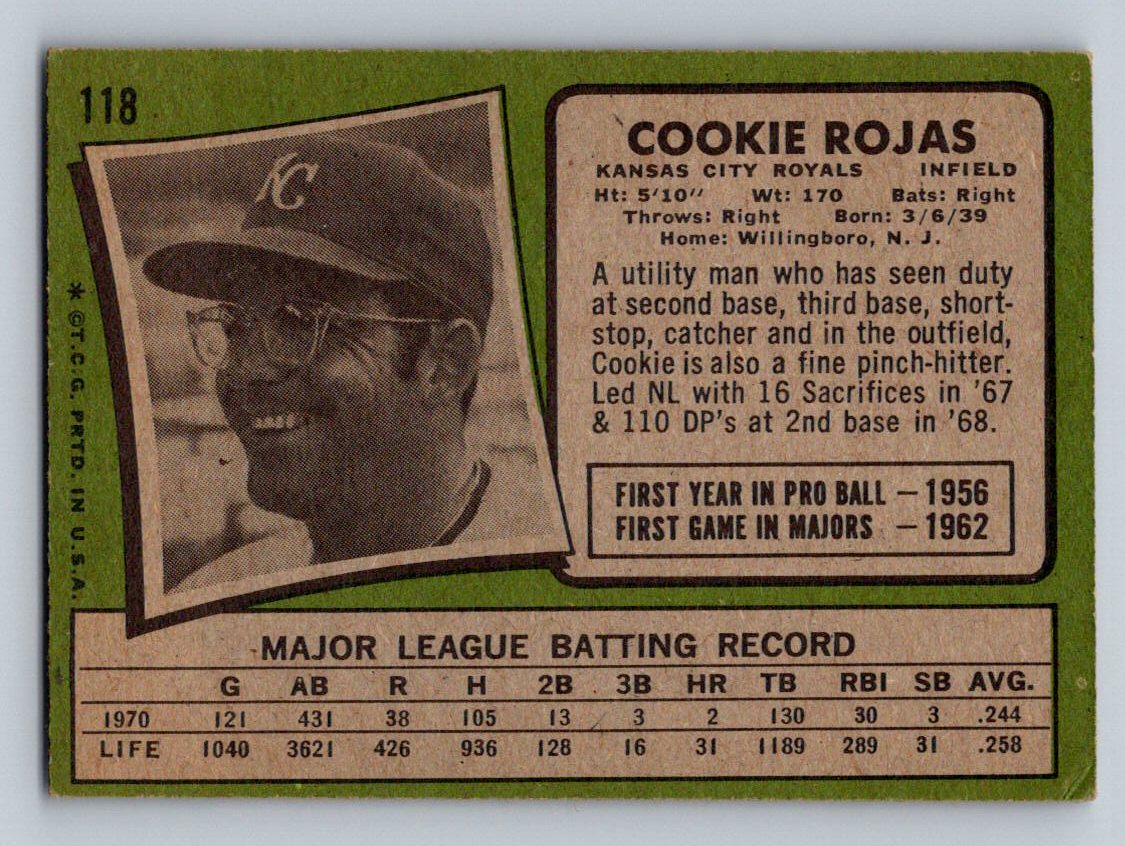 118
NC
COOKIE ROJAS
KANSAS CITY ROYALS INFIELD
Ht: 5'10" Wt: 170 Bats: Right
Throws: Right Born: 3/6/39
Home: Willingboro, N. J.
A utility man who has seen duty
at second base, third base, short-
stop, catcher and in the outfield,
Cookie is also a fine pinch-hitter.
Led NL with 16 Sacrifices in '67
& 110 DP's at 2nd base in '68.
FIRST YEAR IN PRO BALL – 1956
FIRST GAME IN MAJORS – 1962
* ©T.C.G. PRTD. IN U.S.A.
MAJOR LEAGUE BATTING RECORD
G AB R H 2B 3B HR TB RBI SB AVG.
1970 121 431 38 105 13 3 2 130 30 3 .244
LIFE 1040 3621 426 936 128 16 31 1189 289 31 .258